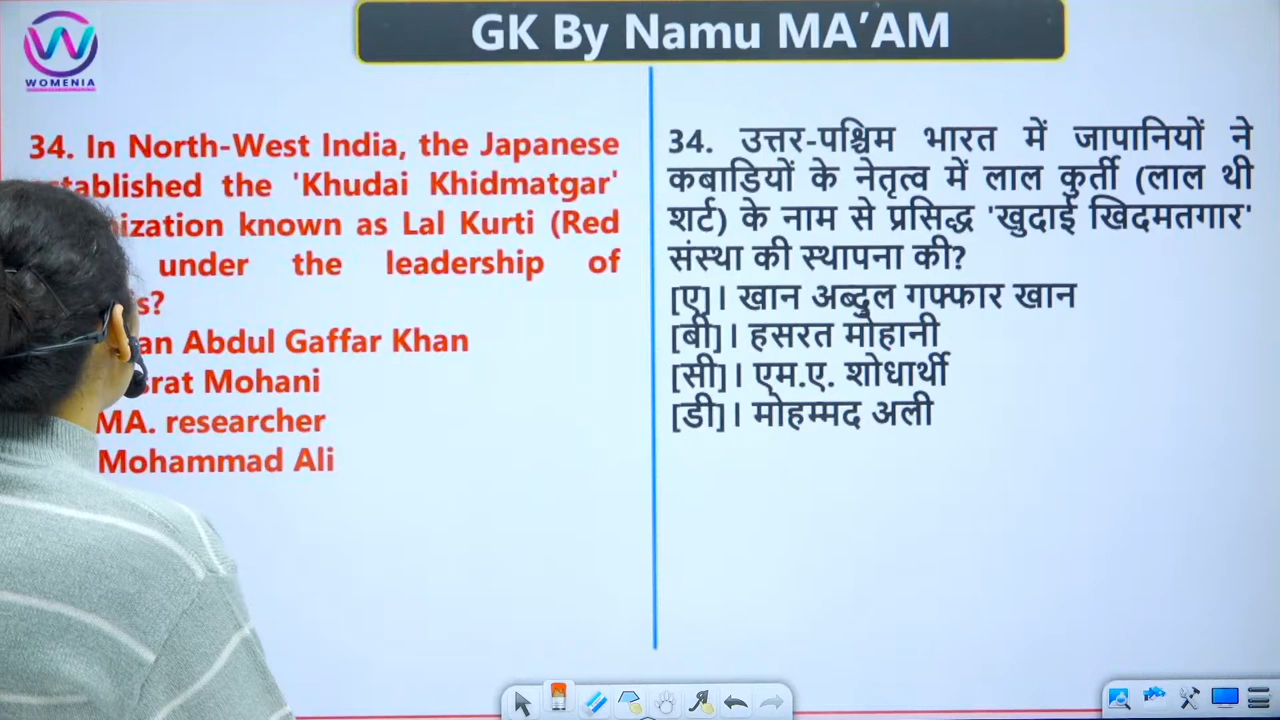 WOMENIA
GK By Namu MA’AM
34. In North-West India, the Japanese
tablished the 'Khudai Khidmatgar'
ization known as Lal Kurti (Red
under the leadership of
s?
an Abdul Gaffar Khan
srat Mohani
MA. researcher
Mohammad Ali
34. उत्तर-पश्चिम भारत में जापानियों ने
कबाडियों के नेतृत्व में लाल कुर्ती (लाल थी
शर्ट) के नाम से प्रसिद्ध 'खुदाई खिदमतगार'
संस्था की स्थापना की?
[ए]। खान अब्दुल गफ्फार खान
[बी]। हसरत मोहानी
[सी]। एम.ए. शोधार्थी
[डी]। मोहम्मद अली